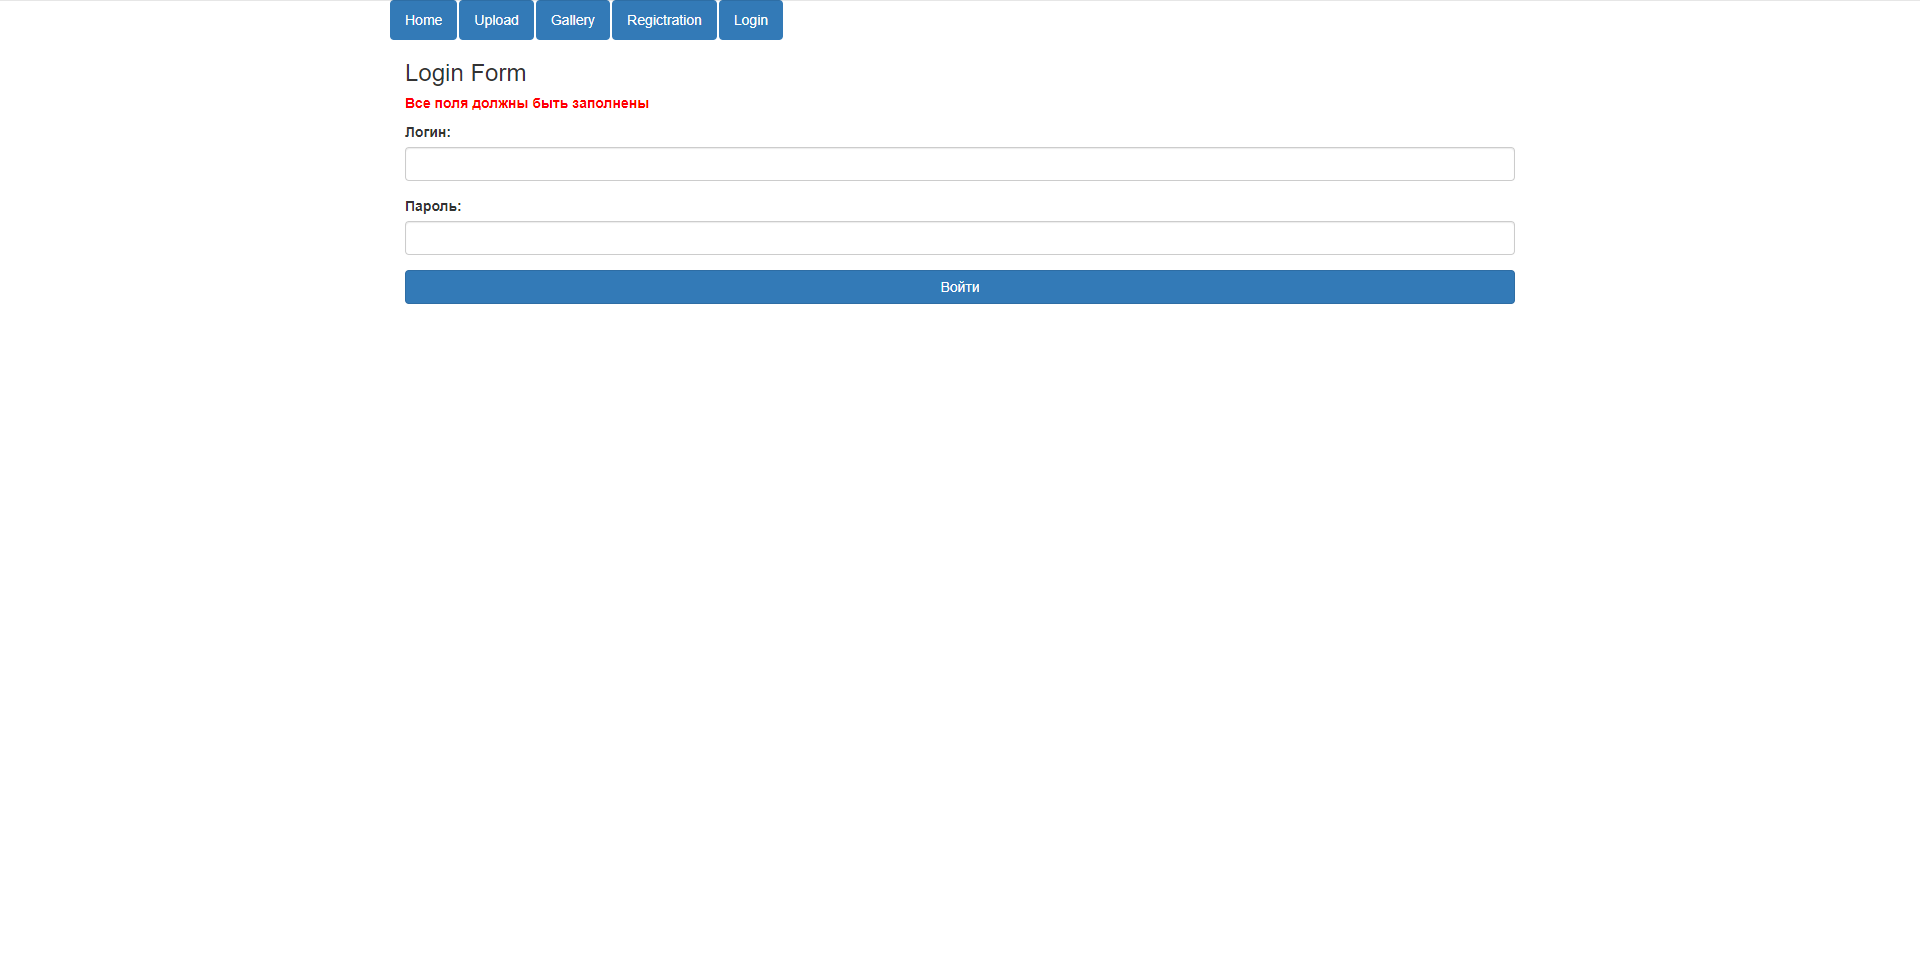 Home Upload Gallery Regictration Login
Login Form
Все поля должны быть заполнены
Логин:
Пароль:
Войти